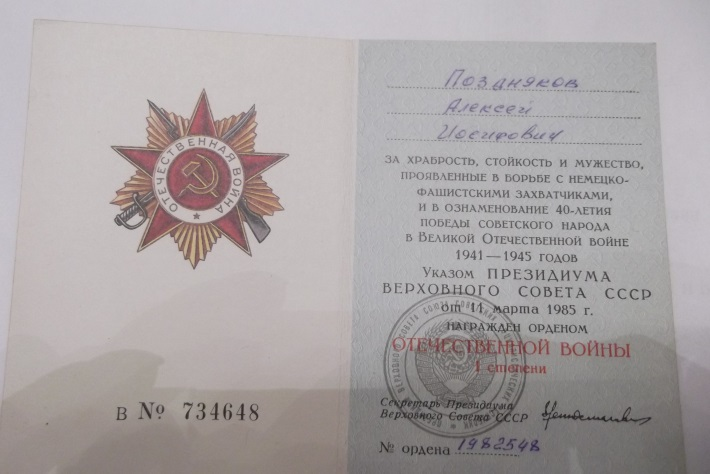 ОТЕЧЕСТВЕННАЯ ВОЙНА
В № 734648
Поздняков
Алексей
Иосифович
ЗА ХРАБРОСТЬ, СТОЙКОСТЬ И МУЖЕСТВО,
ПРОЯВЛЕННЫЕ В БОРЬБЕ С НЕМЕЦКО-
ФАШИСТСКИМИ ЗАХВАТЧИКАМИ,
И В ОЗНАМЕНОВАНИЕ 40-ЛЕТИЯ
ПОБЕДЫ СОВЕТСКОГО НАРОДА
В ВЕЛИКОЙ ОТЕЧЕСТВЕННОЙ ВОЙНЕ
1941—1945 ГОДОВ
УКАЗОМ ПРЕЗИДИУМА
ВЕРХОВНОГО СОВЕТА СССР
от 11 марта 1985 г.
НАГРАЖДЕН ОРДЕНОМ
ОТЕЧЕСТВЕННОЙ ВОЙНЫ
I степени
Секретарь Президиума
Верховного Совета СССР
№ ордена 1982548